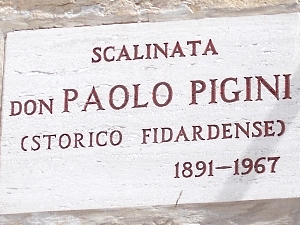 SCALINATA
DON PAOLO PIGINI
(STORICO FIDARDENSE)
1891-1967